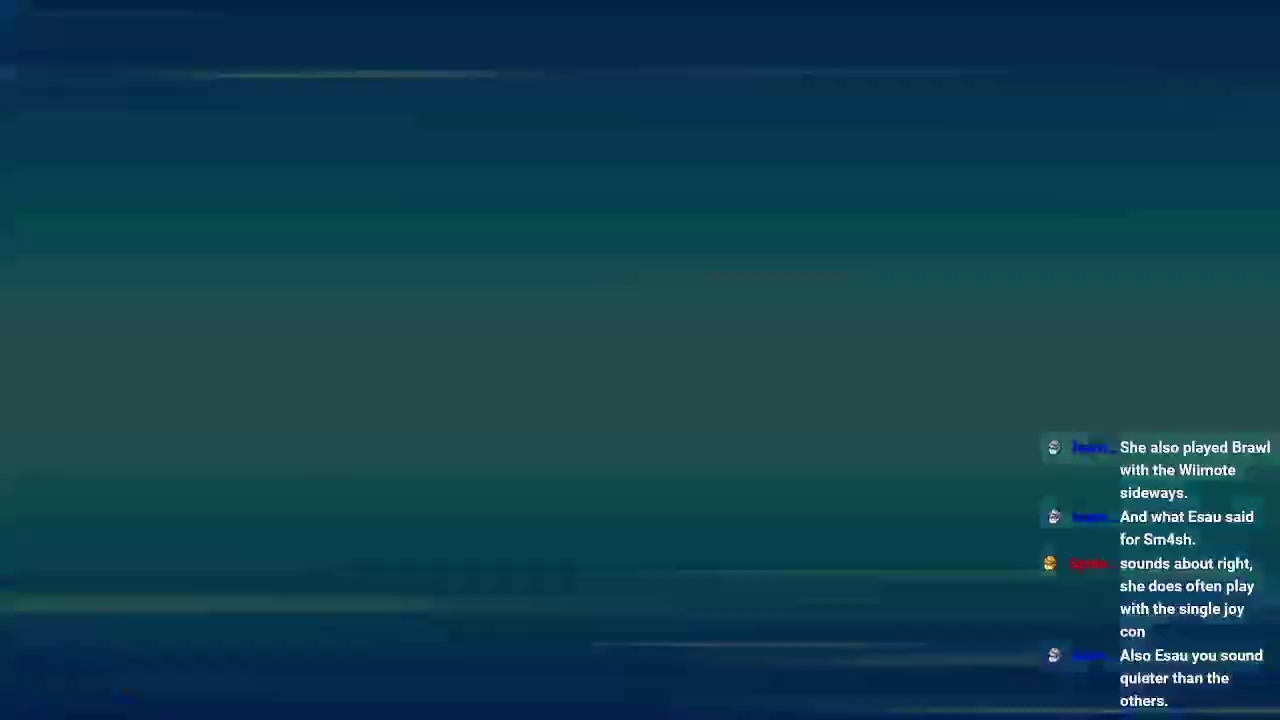 She also played Brawl
with the Wiimote
sideways.
And what Esau said
for Sm4sh.
sounds about right,
she does often play
with the single joy
con
Also Esau you sound
quieter than the
others.